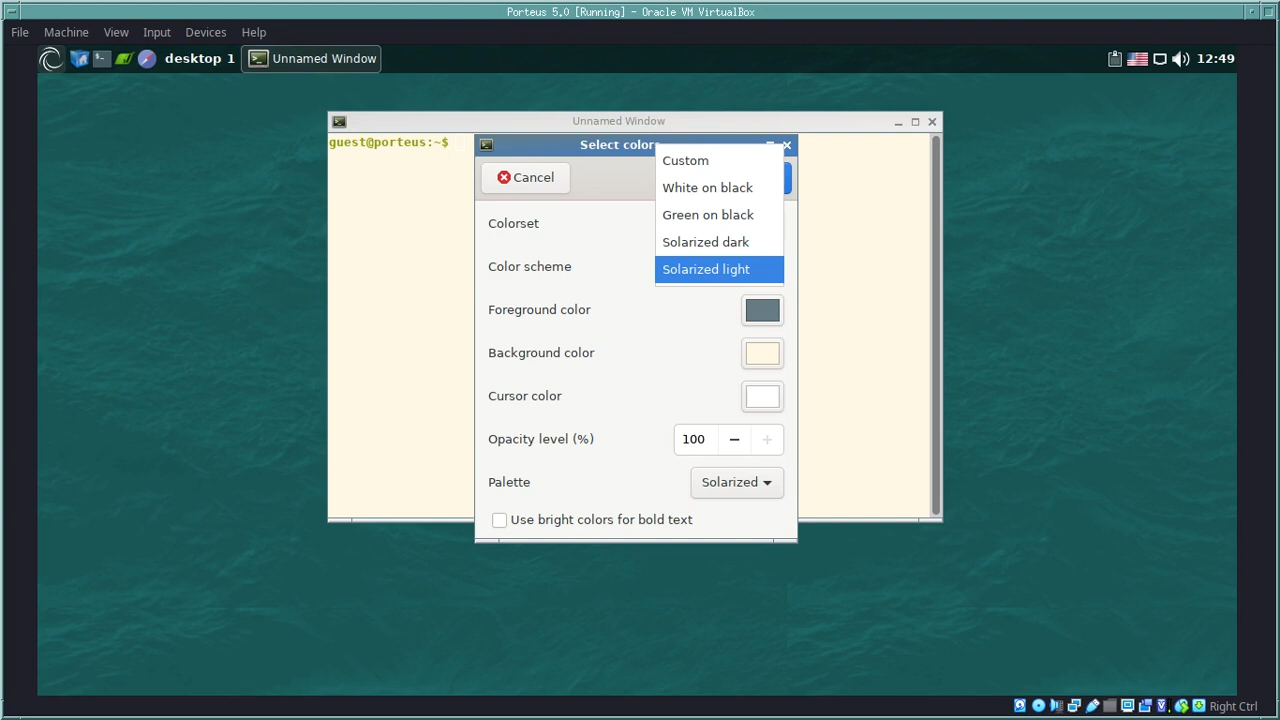 Porteus 5.0 [Running] - Oracle VM VirtualBox
File Machine View Input Devices Help
desktop 1 Unnamed Window 12:49
Unnamed Window
guest@porteus:~$
Select colors
Cancel
Custom
White on black
Green on black
Solarized dark
Solarized light
Colorset
Color scheme
Foreground color
Background color
Cursor color
Opacity level (%) 100
Palette Solarized
Use bright colors for bold text
Right Ctrl